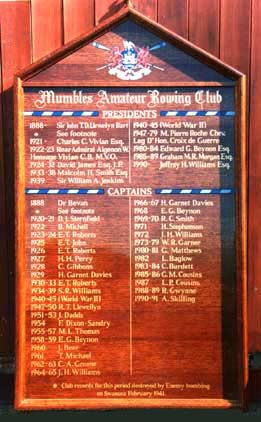 Mumbles Amateur Rowing Club
PRESIDENTS
1888- Sir John T.D. Llewelyn Bart
* See footnote
1921- Charles C. Vivian Esq.
1922-23 Rear Admiral Algernon W.
Heneage Vivian C.B. M.V.O.
1924-32 David James Esq. J.P.
1933-38 Malcolm H. Smith Esq
1939- Sir William A. Jenkins
1940-45 (World War II)
1947-79 M. Pierre Roche Chev.
Leg D' Hon. Croix de Guerre
1980-84 Edward G. Beynon Esq.
1985-89 Graham M.R. Morgan Esq.
1990- Jeffrey H. Williams Esq.
CAPTAINS
1888 Dr Bevan
* See footnote
1920-21 D. I. Sternfield
1922 B. Michell
1923-24 E.T. Roberts
1925 E.T. John
1926 E.T. Roberts
1927 H.H. Perry
1928 C. Gibbons
1929 H. Garnet Davies
1930-33 E.T. Roberts
1934-39 S.R. Williams
1940-45 (World War II)
1947-50 R.T. Llewellyn
1951-53 J. Dadds
1954 F. Dixon-Sandry
1955-57 M.L. Thomas
1958-59 E.G. Beynon
1960 J. Beer
1961 T. Michael
1962-63 C.A. Greene
1964-65 J.H. Williams
1966-67 H. Garnet Davies
1968 E.G. Beynon
1969-70 R.C. Smith
1971 H. Stephenson
1972 J.H. Williams
1973-79 W.R. Garner
1980-81 G. Matthews
1982 L. Baglow
1983-84 C. Burdett
1985-86 G.M. Cousins
1987 L.P. Cousins
1988-89 R. Gwynne
1990-91 A. Skilling
* Club records for this period destroyed by Enemy bombing
on Swansea February 1941.